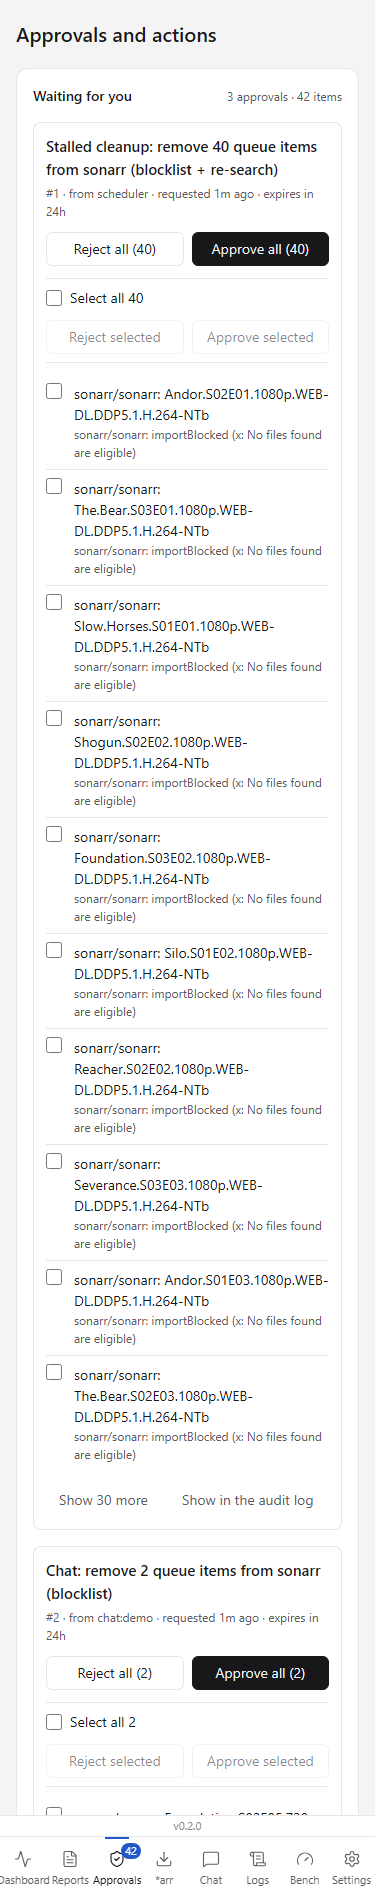 Approvals and actions
Waiting for you
3 approvals · 42 items
Stalled cleanup: remove 40 queue items
from sonarr (blocklist + re-search)
#1 · from scheduler · requested 1m ago · expires in
24h
Reject all (40)
Approve all (40)
Select all 40
Reject selected
Approve selected
sonarr/sonarr: Andor.S02E01.1080p.WEB-
DL.DDP5.1.H.264-NTb
sonarr/sonarr: importBlocked (x: No files found
are eligible)
sonarr/sonarr:
The.Bear.S03E01.1080p.WEB-
DL.DDP5.1.H.264-NTb
sonarr/sonarr: importBlocked (x: No files found
are eligible)
sonarr/sonarr:
Slow.Horses.S01E01.1080p.WEB-
DL.DDP5.1.H.264-NTb
sonarr/sonarr: importBlocked (x: No files found
are eligible)
sonarr/sonarr:
Shogun.S02E02.1080p.WEB-
DL.DDP5.1.H.264-NTb
sonarr/sonarr: importBlocked (x: No files found
are eligible)
sonarr/sonarr:
Foundation.S03E02.1080p.WEB-
DL.DDP5.1.H.264-NTb
sonarr/sonarr: importBlocked (x: No files found
are eligible)
sonarr/sonarr: Silo.S01E02.1080p.WEB-
DL.DDP5.1.H.264-NTb
sonarr/sonarr: importBlocked (x: No files found
are eligible)
sonarr/sonarr:
Reacher.S02E02.1080p.WEB-
DL.DDP5.1.H.264-NTb
sonarr/sonarr: importBlocked (x: No files found
are eligible)
sonarr/sonarr:
Severance.S03E03.1080p.WEB-
DL.DDP5.1.H.264-NTb
sonarr/sonarr: importBlocked (x: No files found
are eligible)
sonarr/sonarr: Andor.S01E03.1080p.WEB-
DL.DDP5.1.H.264-NTb
sonarr/sonarr: importBlocked (x: No files found
are eligible)
sonarr/sonarr:
The.Bear.S02E03.1080p.WEB-
DL.DDP5.1.H.264-NTb
sonarr/sonarr: importBlocked (x: No files found
are eligible)
Show 30 more
Show in the audit log
Chat: remove 2 queue items from sonarr
(blocklist)
#2 · from chat:demo · requested 1m ago · expires in
24h
Reject all (2)
Approve all (2)
Select all 2
Reject selected
Approve selected
v0.2.0
42
Dashboard
Reports
Approvals
*arr
Chat
Logs
Bench
Settings